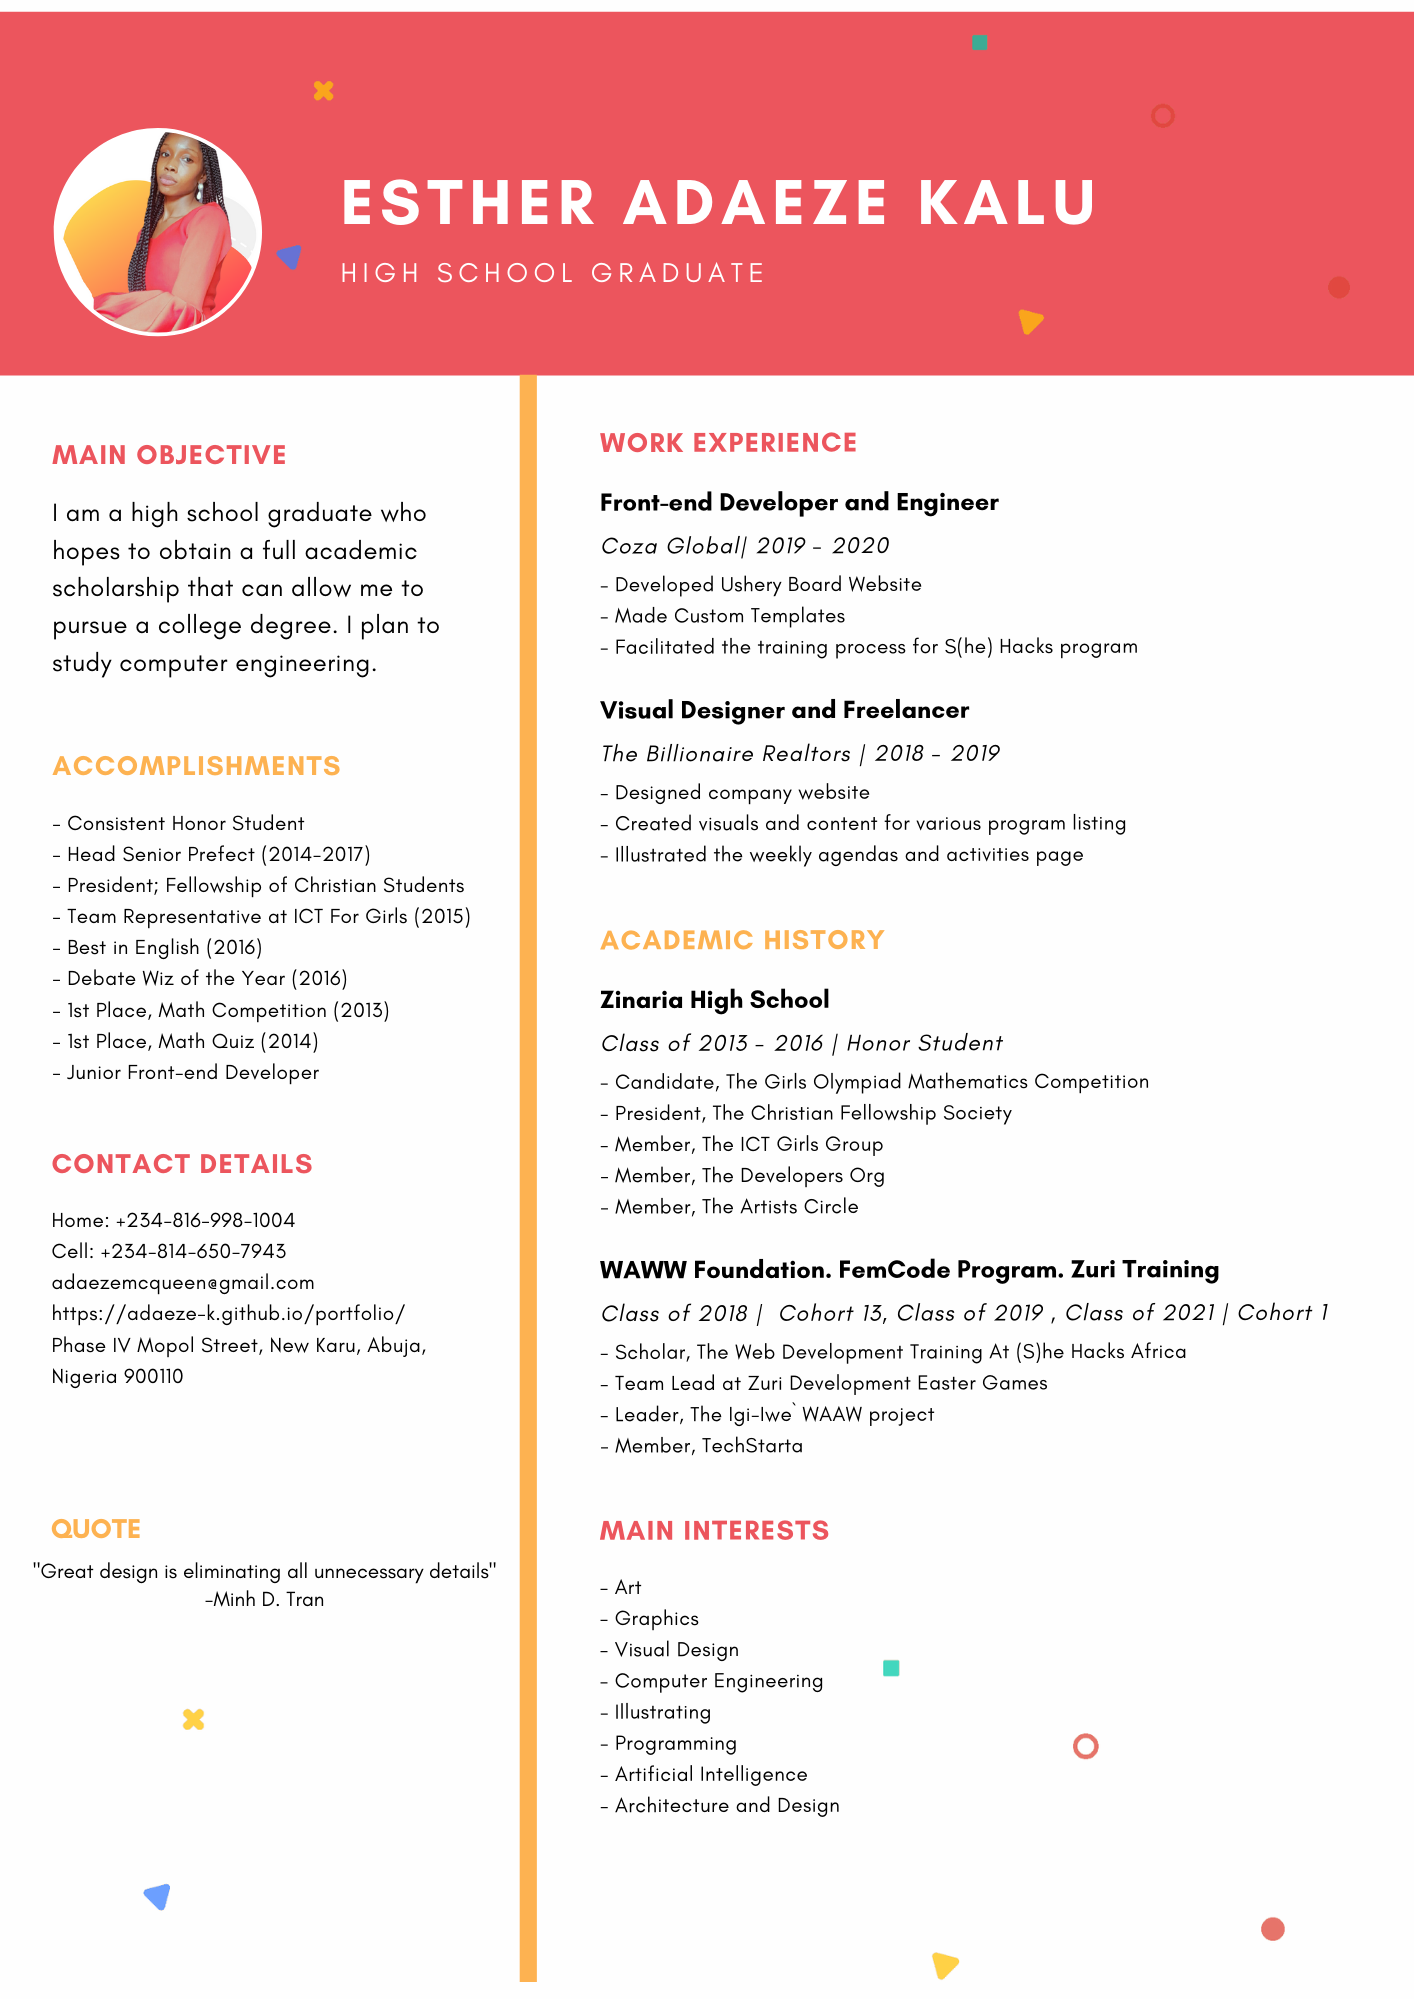 ESTHER ADAEZE KALU
HIGH SCHOOL GRADUATE
MAIN OBJECTIVE
I am a high school graduate who
hopes to obtain a full academic
scholarship that can allow me to
pursue a college degree. I plan to
study computer engineering.
ACCOMPLISHMENTS
- Consistent Honor Student
- Head Senior Prefect (2014-2017)
- President; Fellowship of Christian Students
- Team Representative at ICT For Girls (2015)
- Best in English (2016)
- Debate Wiz of the Year (2016)
- 1st Place, Math Competition (2013)
- 1st Place, Math Quiz (2014)
- Junior Front-end Developer
CONTACT DETAILS
Home: +234-816-998-1004
Cell: +234-814-650-7943
adaezemcqueen@gmail.com
https://adaeze-k.github.io/portfolio/
Phase IV Mopol Street, New Karu, Abuja,
Nigeria 900110
QUOTE
"Great design is eliminating all unnecessary details"
-Minh D. Tran
WORK EXPERIENCE
Front-end Developer and Engineer
Coza Global| 2019 - 2020
- Developed Ushery Board Website
- Made Custom Templates
- Facilitated the training process for S(he) Hacks program
Visual Designer and Freelancer
The Billionaire Realtors | 2018 - 2019
- Designed company website
- Created visuals and content for various program listing
- Illustrated the weekly agendas and activities page
ACADEMIC HISTORY
Zinaria High School
Class of 2013 - 2016 | Honor Student
- Candidate, The Girls Olympiad Mathematics Competition
- President, The Christian Fellowship Society
- Member, The ICT Girls Group
- Member, The Developers Org
- Member, The Artists Circle
WAWW Foundation. FemCode Program. Zuri Training
Class of 2018 |  Cohort 13, Class of 2019 , Class of 2021 | Cohort 1
- Scholar, The Web Development Training At (S)he Hacks Africa
- Team Lead at Zuri Development Easter Games
- Leader, The Igi-Iwe` WAAW project
- Member, TechStarta
MAIN INTERESTS
- Art
- Graphics
- Visual Design
- Computer Engineering
- Illustrating
- Programming
- Artificial Intelligence
- Architecture and Design